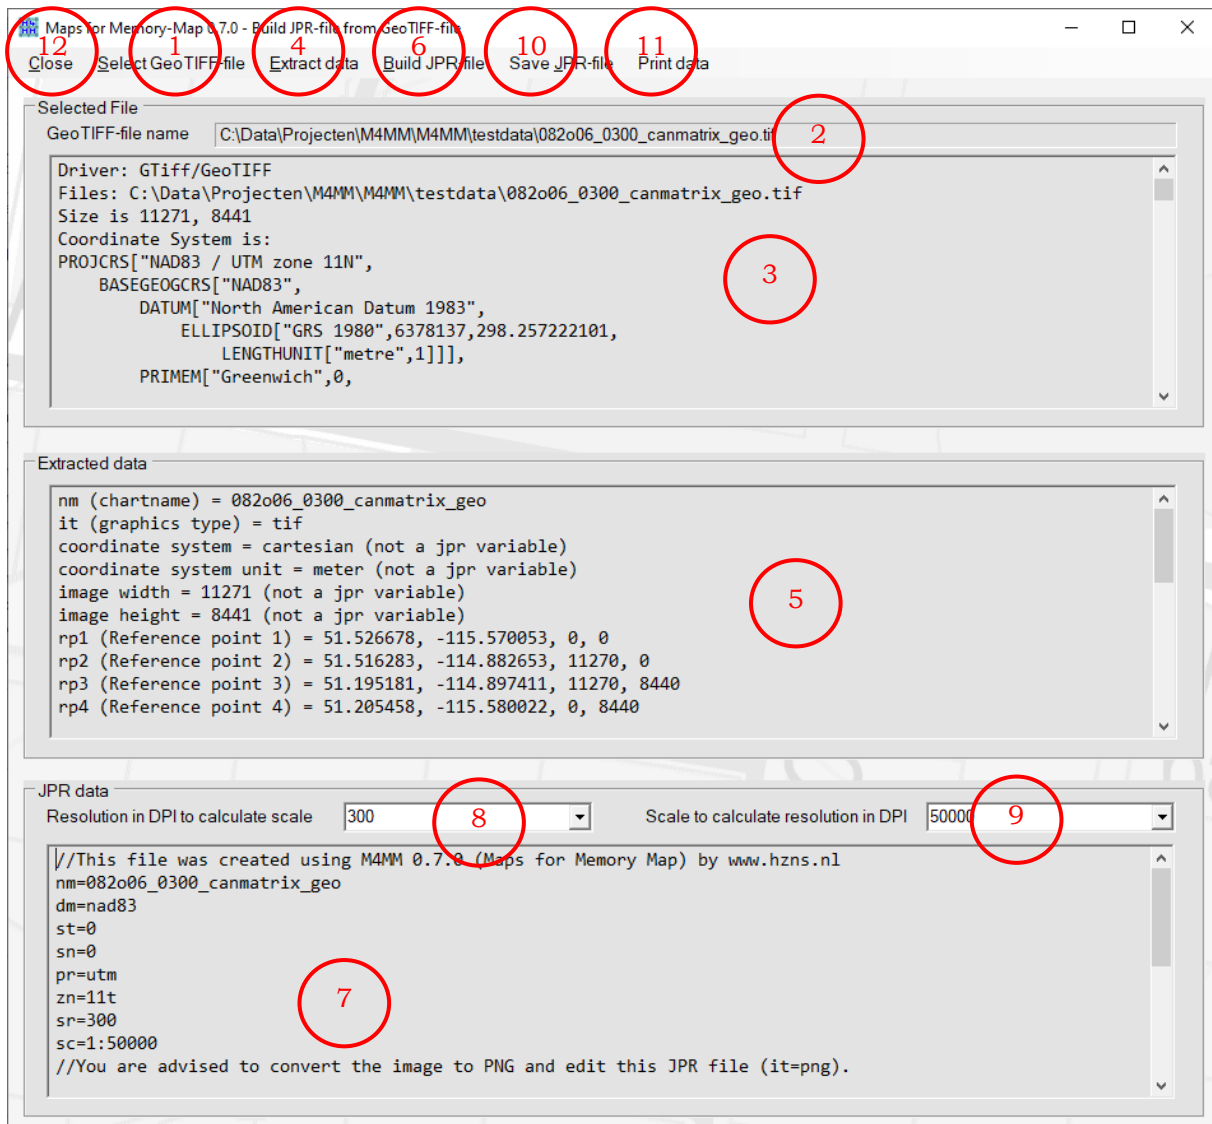 Maps for Memory-Map 0.7.0 - Build JPR-file from GeoTIFF-file
12 1 4 6 10 11
Close Select GeoTIFF-file Extract data Build JPR-file Save JPR-file Print data
Selected File
GeoTIFF-file name C:\Data\Projecten\M4MM\M4MM\testdata\082o06_0300_canmatrix_geo.tif 2
Driver: GTiff/GeoTIFF
Files: C:\Data\Projecten\M4MM\M4MM\testdata\082o06_0300_canmatrix_geo.tif
Size is 11271, 8441
Coordinate System is:
PROJCRS["NAD83 / UTM zone 11N",
3
BASEGEOGCRS["NAD83",
DATUM["North American Datum 1983",
ELLIPSOID["GRS 1980",6378137,298.257222101,
LENGTHUNIT["metre",1]]],
PRIMEM["Greenwich",0,
Extracted data
nm (chartname) = 082o06_0300_canmatrix_geo
it (graphics type) = tif
coordinate system = cartesian (not a jpr variable)
coordinate system unit = meter (not a jpr variable)
image width = 11271 (not a jpr variable)
5
image height = 8441 (not a jpr variable)
rp1 (Reference point 1) = 51.526678, -115.570053, 0, 0
rp2 (Reference point 2) = 51.516283, -114.882653, 11270, 0
rp3 (Reference point 3) = 51.195181, -114.897411, 11270, 8440
rp4 (Reference point 4) = 51.205458, -115.580022, 0, 8440
JPR data
Resolution in DPI to calculate scale 300 8 Scale to calculate resolution in DPI 50000 9
//This file was created using M4MM 0.7.0 (Maps for Memory Map) by www.hzns.nl
nm=082o06_0300_canmatrix_geo
dm=nad83
st=0
sn=0
pr=utm
zn=11t 7
sr=300
sc=1:50000
//You are advised to convert the image to PNG and edit this JPR file (it=png).